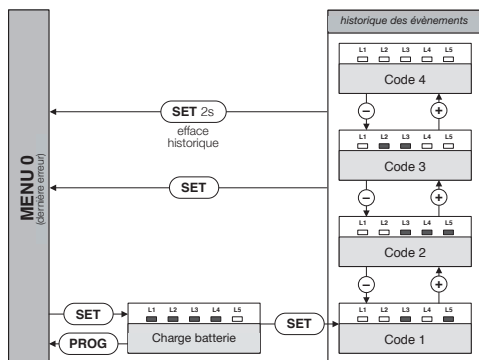 historique des évènements
L1 L2 L3 L4 L5
Code 4
− +
SET 2s
efface
historique
L1 L2 L3 L4 L5
Code 3
SET
− +
MENU 0
(dernière erreur)
L1 L2 L3 L4 L5
Code 2
− +
SET
L1 L2 L3 L4 L5
Charge batterie
SET
L1 L2 L3 L4 L5
Code 1
PROG